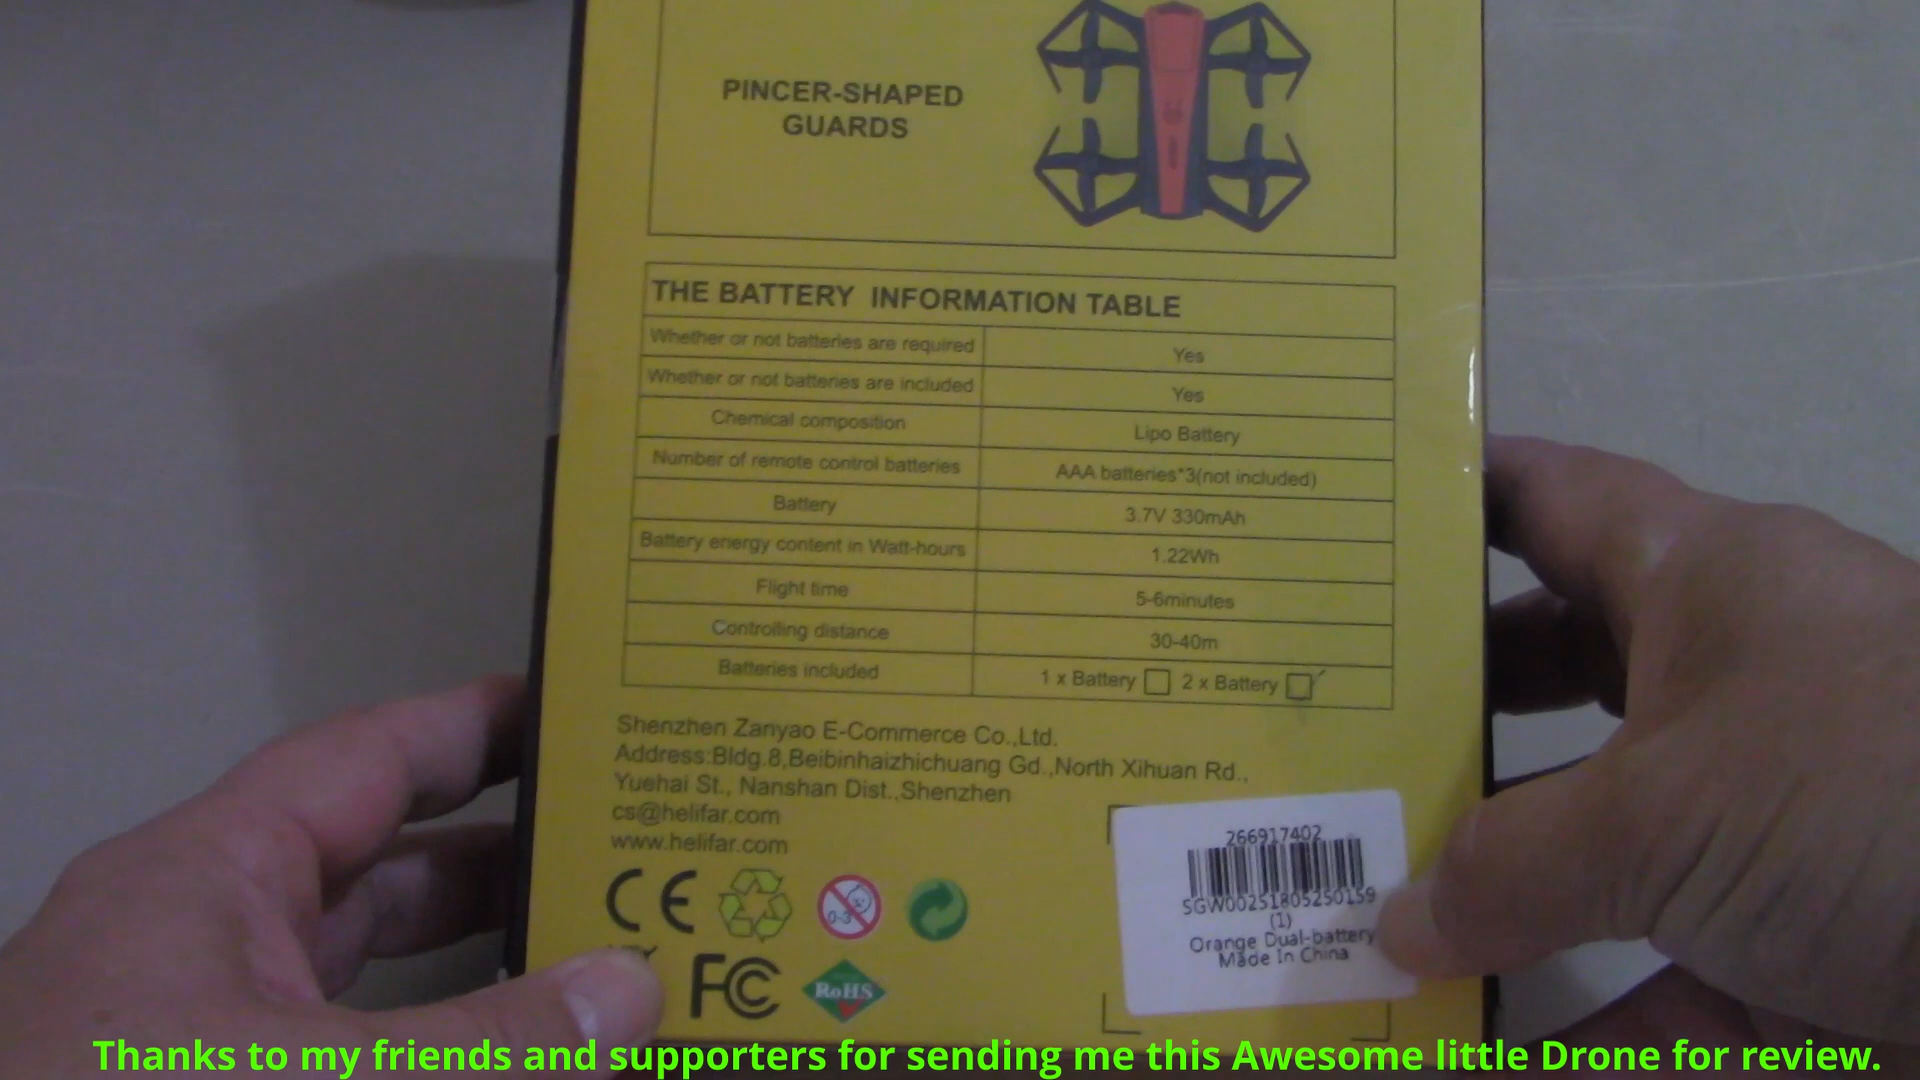 PINCER-SHAPED
GUARDS
THE BATTERY INFORMATION TABLE
Whether or not batteries are required Yes
Whether or not batteries are included Yes
Chemical composition Lipo Battery
Number of remote control batteries AAA batteries*3(not included)
Battery 3.7V 330mAh
Battery energy content in Watt-hours 1.22Wh
Flight time 5-6minutes
Controlling distance 30-40m
Batteries included 1 x Battery 2 x Battery
Shenzhen Zanyao E-Commerce Co.,Ltd.
Address:Bldg.8,Beibinhaizhichuang Gd.,North Xihuan Rd.,
Yuehai St., Nanshan Dist.,Shenzhen
cs@helifar.com
www.helifar.com
CE 0-3
FC RoHS
266917402
SGW00251805250159
(1)
Orange Dual-battery
Made In China
Thanks to my friends and supporters for sending me this Awesome little Drone for review.